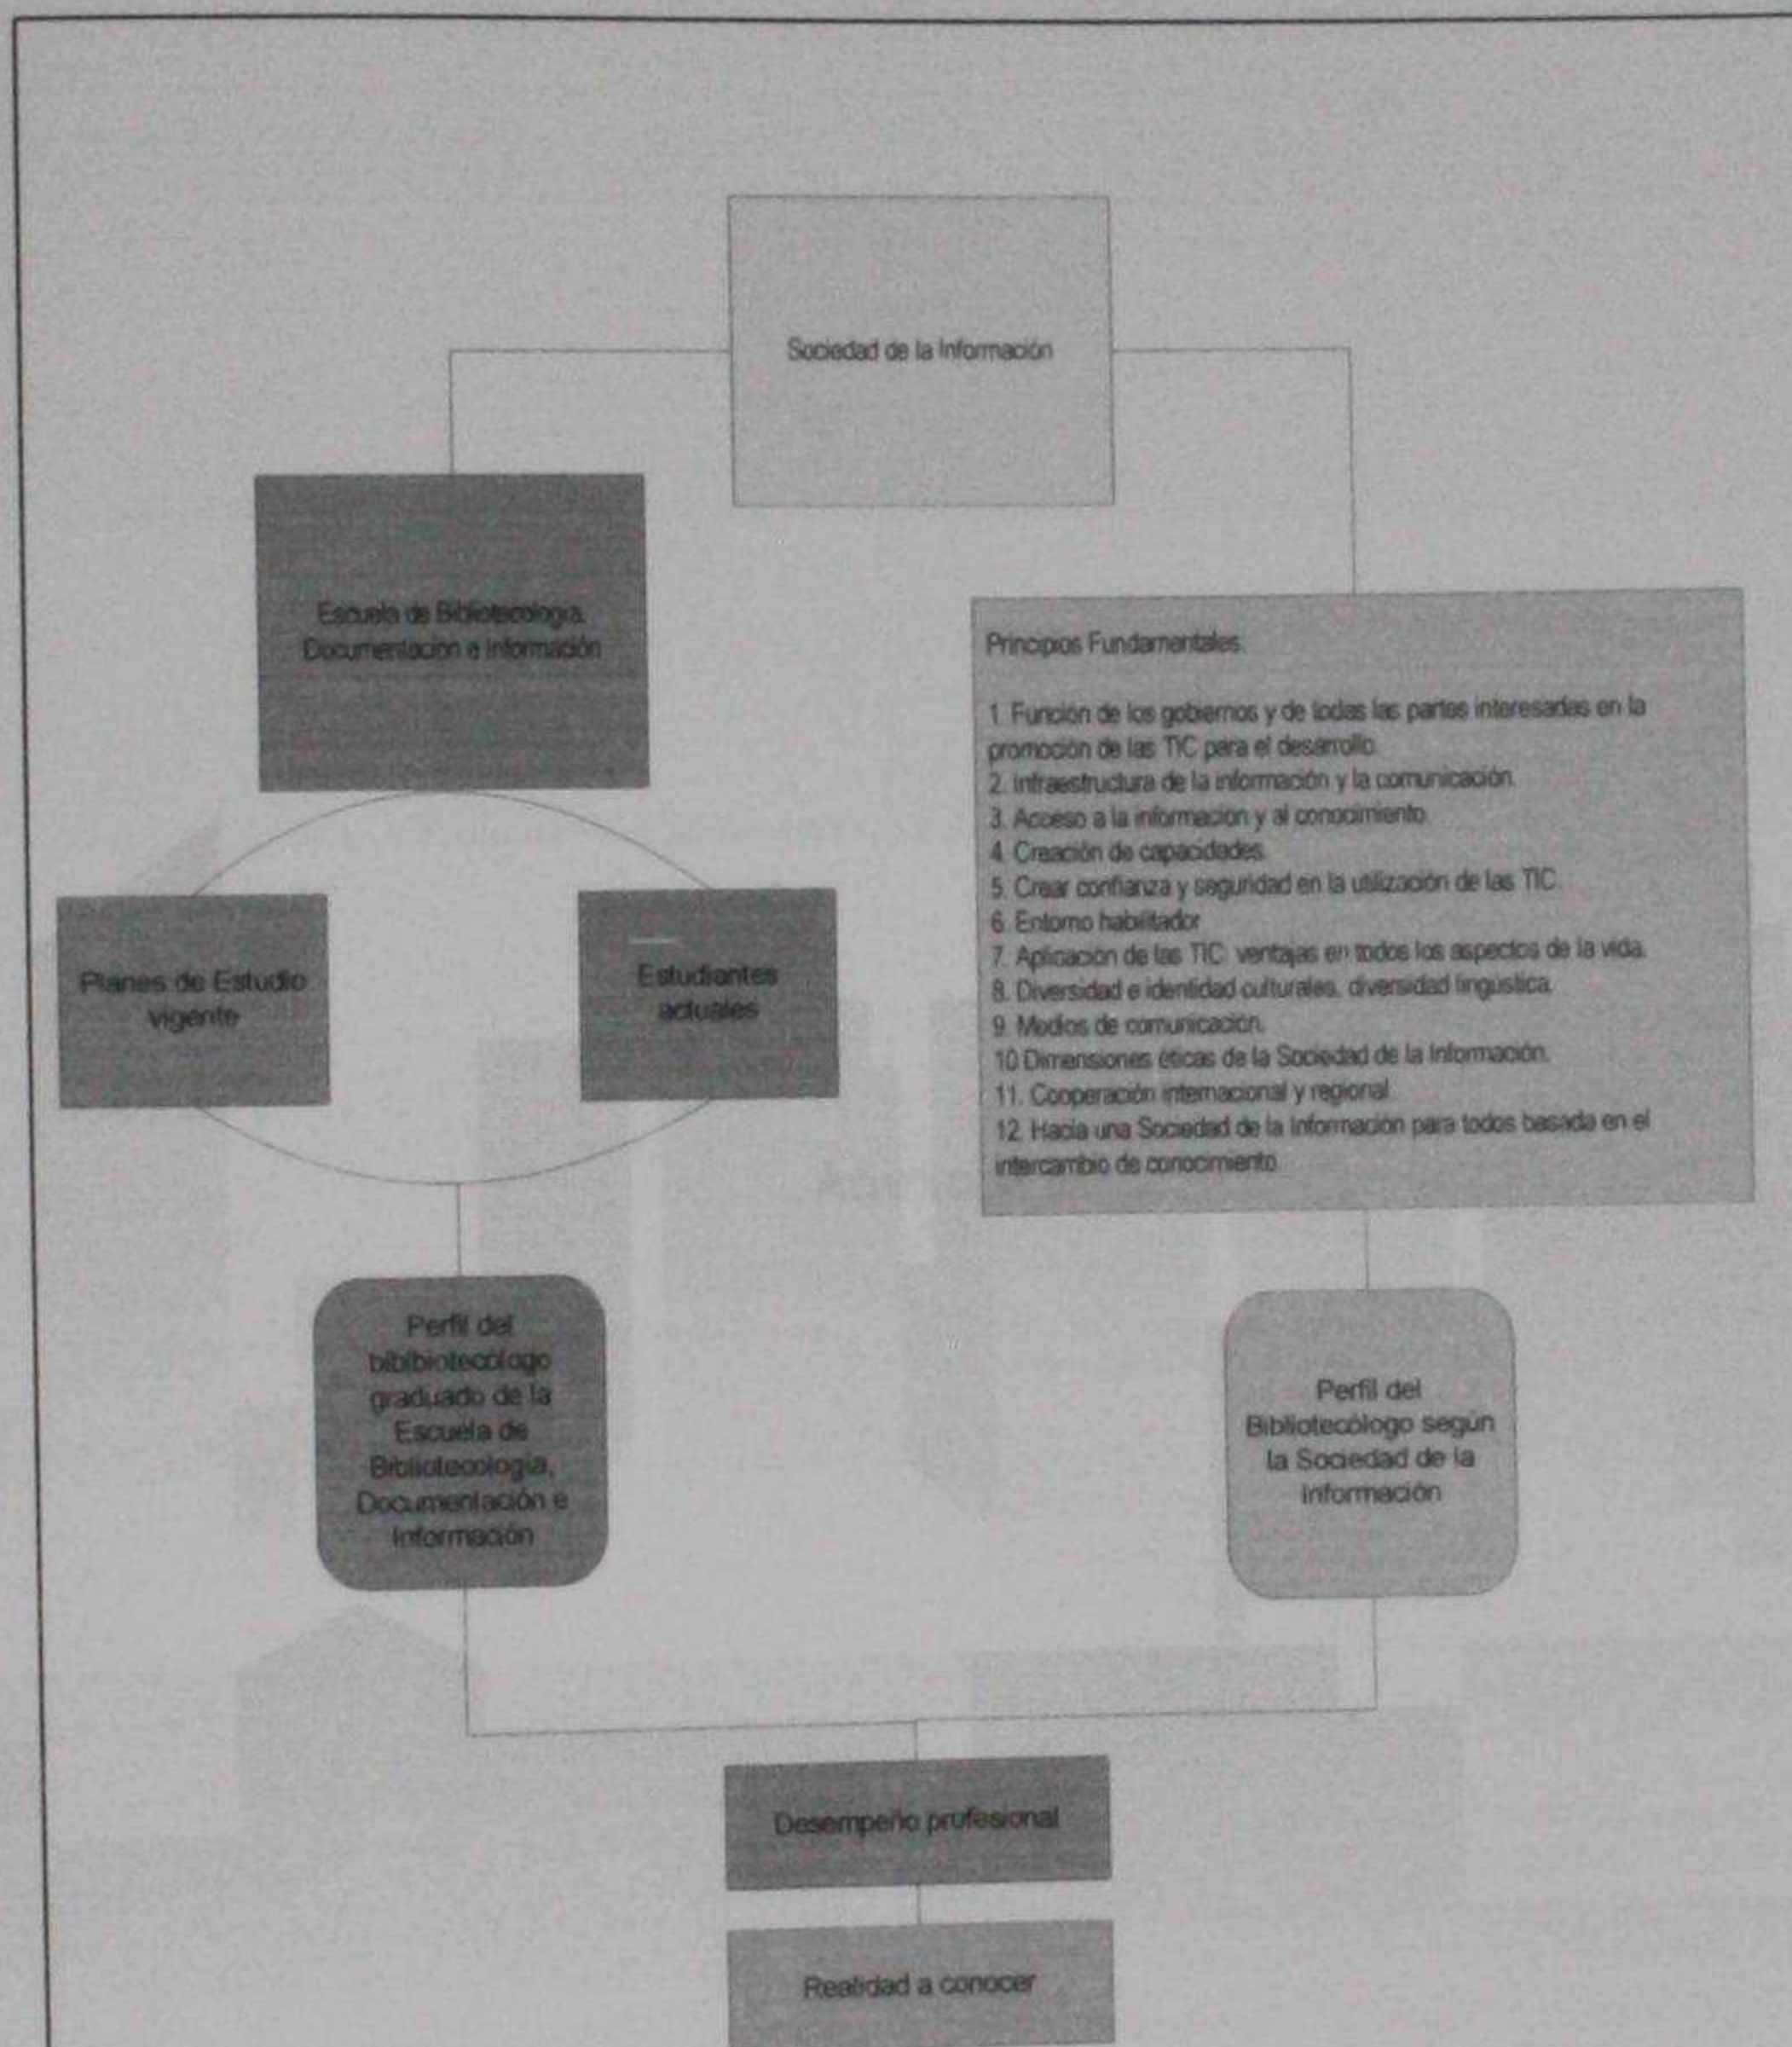 Sociedad de la Información
Escuela de Bibliotecología,
Documentación e Información
Principios Fundamentales:
1. Función de los gobiernos y de todas las partes interesadas en la
promoción de las TIC para el desarrollo.
2. Infraestructura de la información y la comunicación.
3. Acceso a la información y al conocimiento.
4. Creación de capacidades.
5. Crear confianza y seguridad en la utilización de las TIC.
6. Entorno habilitador
7. Aplicación de las TIC: ventajas en todos los aspectos de la vida.
8. Diversidad e identidad culturales, diversidad lingüística.
9. Medios de comunicación.
10. Dimensiones éticas de la Sociedad de la Información.
11. Cooperación internacional y regional
12. Hacia una Sociedad de la Información para todos basada en el
intercambio de conocimiento
Planes de Estudio
vigente
Estudiantes
actuales
Perfil del
bibibiotecólogo
graduado de la
Escuela de
Bibliotecología,
Documentación e
Información
Perfil del
Bibliotecólogo según
la Sociedad de la
Información
Desempeño profesional
Realidad a conocer